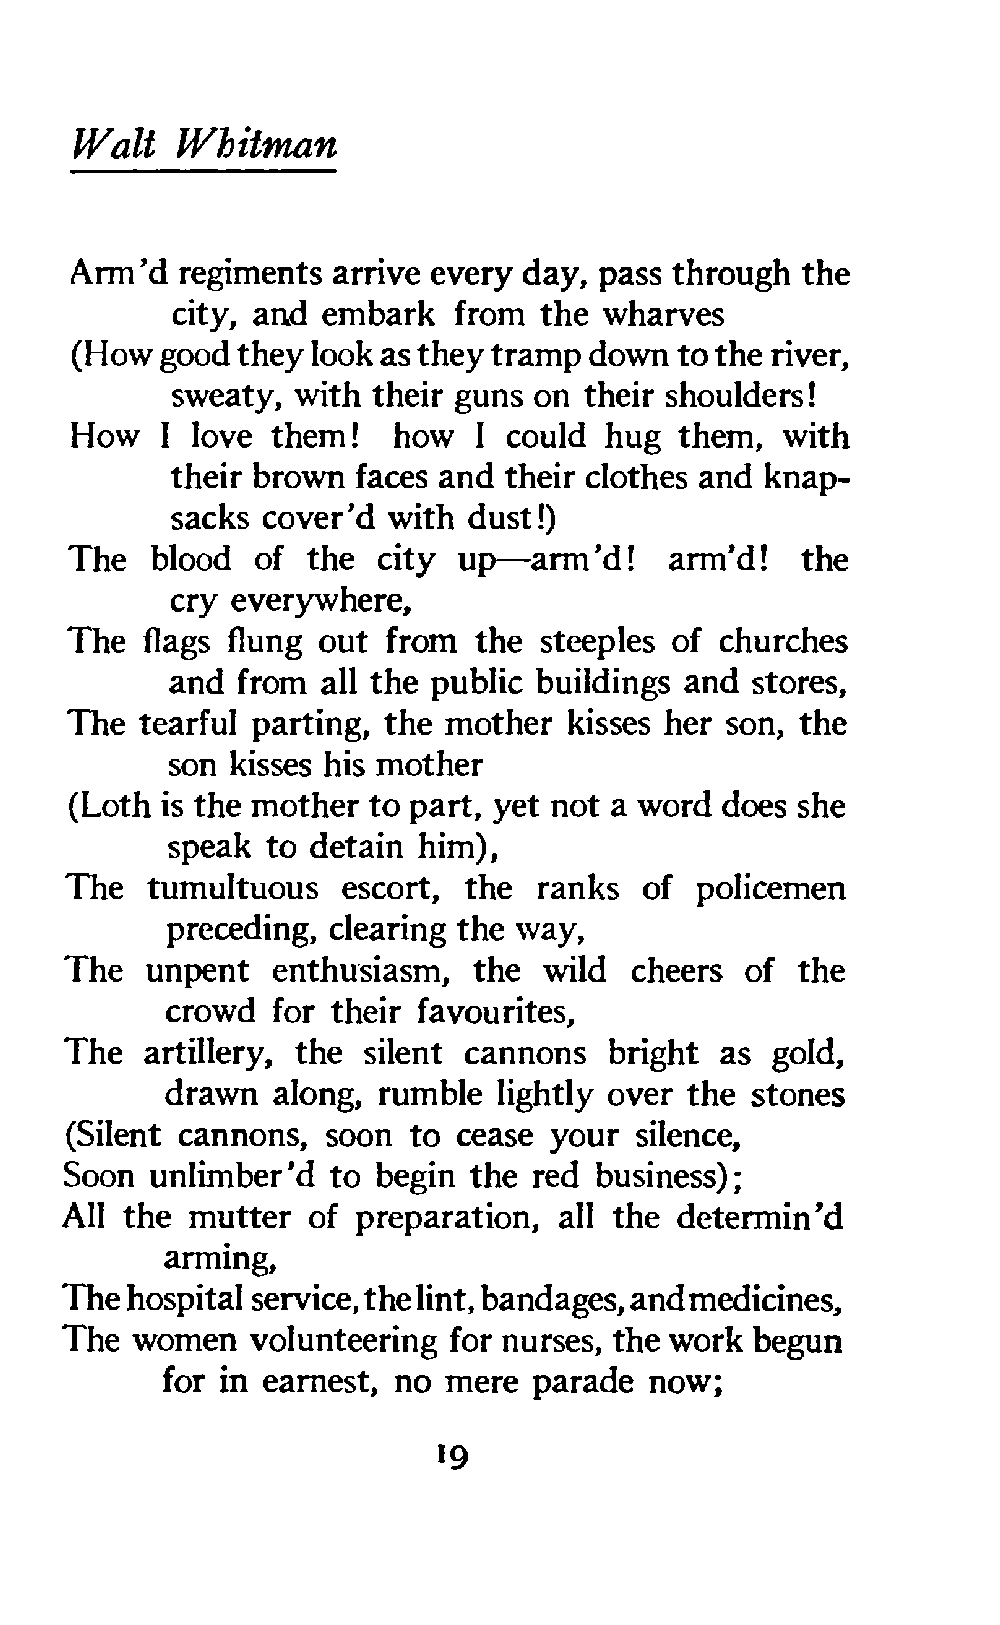 Walt Whitman
Arm'd regiments arrive every day, pass through the
city, and embark from the wharves
(How good they look as they tramp down to the river,
sweaty, with their guns on their shoulders!
How I love them! how I could hug them, with
their brown faces and their clothes and knap-
sacks cover'd with dust!)
The blood of the city up—arm'd! arm'd! the
cry everywhere,
The flags flung out from the steeples of churches
and from all the public buildings and stores,
The tearful parting, the mother kisses her son, the
son kisses his mother
(Loth is the mother to part, yet not a word does she
speak to detain him),
The tumultuous escort, the ranks of policemen
preceding, clearing the way,
The unpent enthusiasm, the wild cheers of the
crowd for their favourites,
The artillery, the silent cannons bright as gold,
drawn along, rumble lightly over the stones
(Silent cannons, soon to cease your silence,
Soon unlimber'd to begin the red business);
All the mutter of preparation, all the determin'd
arming,
The hospital service, the lint, bandages, and medicines,
The women volunteering for nurses, the work begun
for in earnest, no mere parade now;
19